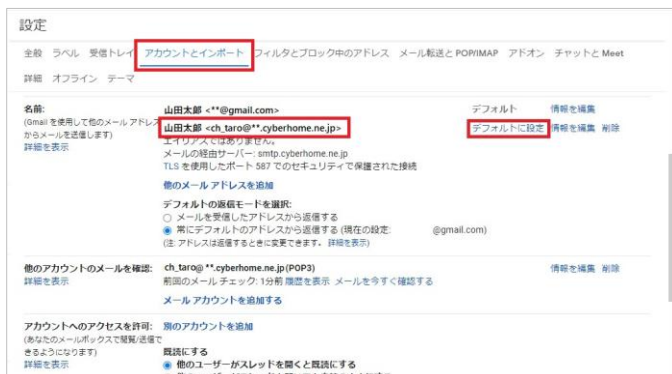 設定
全般 ラベル 受信トレイ アカウントとインポート フィルタとブロック中のアドレス メール転送と POP/IMAP アドオン チャットと Meet
詳細 オフライン テーマ
名前: 山田太郎 <**@gmail.com> デフォルト 情報を編集
(Gmail を使用して他のメール アドレス 山田太郎 <ch_taro@**.cyberhome.ne.jp> デフォルトに設定 情報を編集 削除
からメールを送信します) エイリアスではありません。
詳細を表示 メールの経由サーバー: smtp.cyberhome.ne.jp
TLS を使用したポート 587 でのセキュリティで保護された接続
他のメール アドレスを追加
デフォルトの返信モードを選択:
メールを受信したアドレスから返信する
常にデフォルトのアドレスから返信する (現在の設定: @gmail.com)
(注: アドレスは返信するときに変更できます。 詳細を表示)
他のアカウントのメールを確認: ch_taro@ **.cyberhome.ne.jp (POP3) 情報を編集 削除
詳細を表示 前回のメール チェック: 1分前 履歴を表示 メールを今すぐ確認する
メール アカウントを追加する
アカウントへのアクセスを許可: 別のアカウントを追加
(あなたのメールボックスで閲覧/送信で
きるようになります) 既読にする
詳細を表示 他のユーザーがスレッドを開くと既読にする